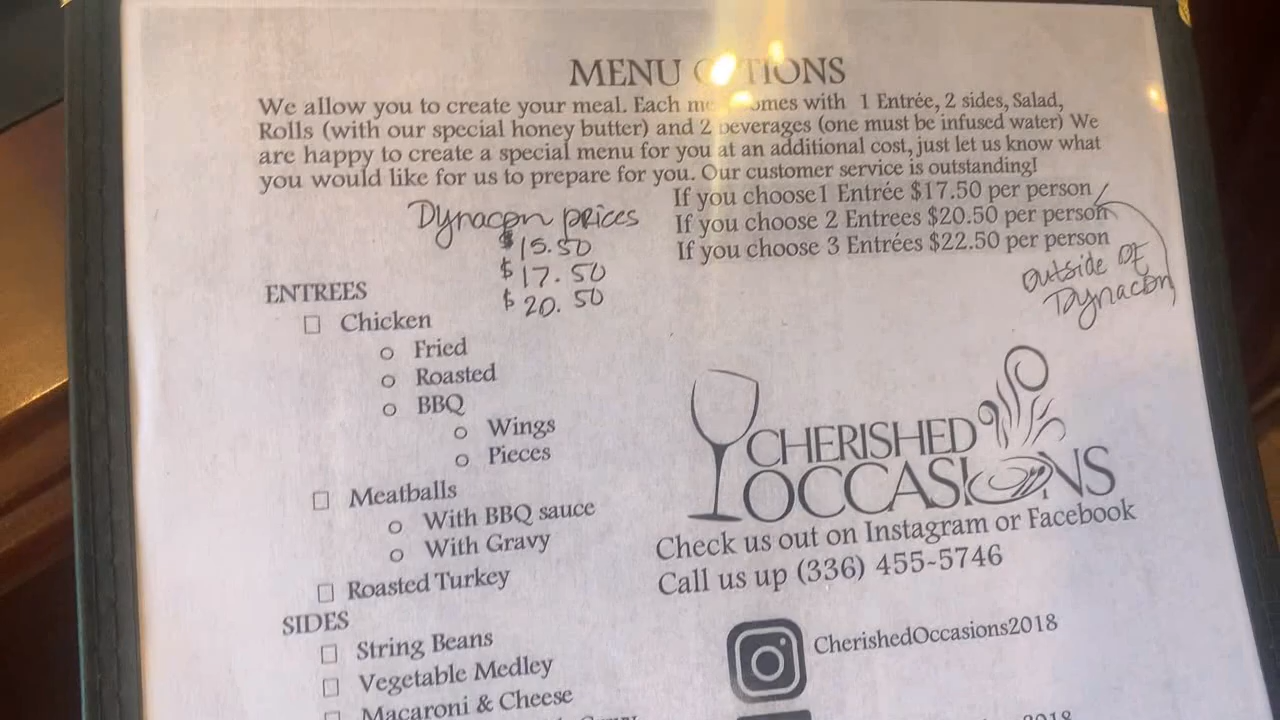 MENU OPTIONS
We allow you to create your meal. Each meal comes with 1 Entrée, 2 sides, Salad,
Rolls (with our special honey butter) and 2 beverages (one must be infused water) We
are happy to create a special menu for you at an additional cost, just let us know what
you would like for us to prepare for you. Our customer service is outstanding!
If you choose 1 Entrée $17.50 per person
If you choose 2 Entrees $20.50 per person
If you choose 3 Entrées $22.50 per person
Outside of
Dynacon
Dynacon prices
$15.50
$17.50
$20.50
ENTREES
Chicken
Fried
Roasted
BBQ
Wings
Pieces
Meatballs
With BBQ sauce
With Gravy
Roasted Turkey
SIDES
String Beans
Vegetable Medley
Macaroni & Cheese
CHERISHED
OCCASIONS
Check us out on Instagram or Facebook
Call us up (336) 455-5746
CherishedOccasions2018